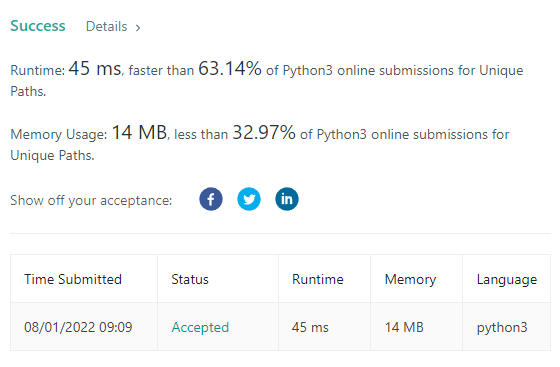 Success Details >
Runtime: 45 ms, faster than 63.14% of Python3 online submissions for Unique
Paths.
Memory Usage: 14 MB, less than 32.97% of Python3 online submissions for
Unique Paths.
Show off your acceptance: f in
Time Submitted Status Runtime Memory Language
08/01/2022 09:09 Accepted 45 ms 14 MB python3